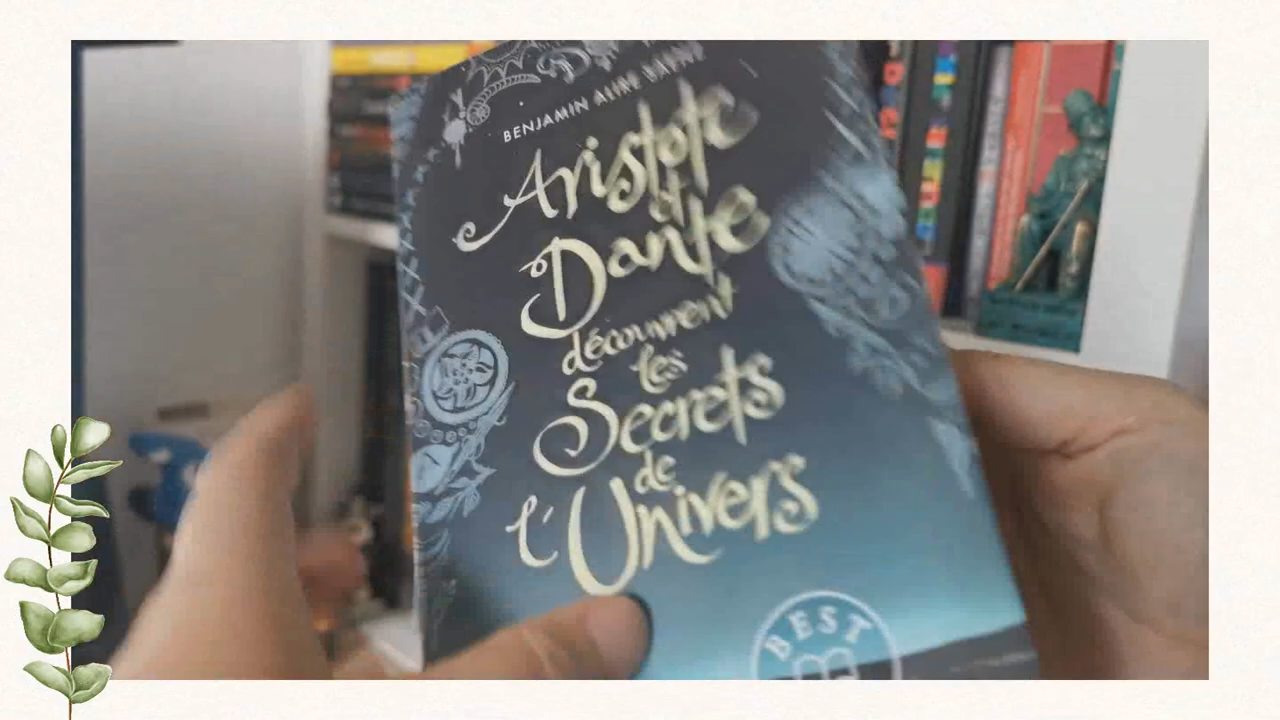 BENJAMIN ALIRE
Aristote
et
Dante
découvrent
les
Secrets
de
l'Univers
BEST